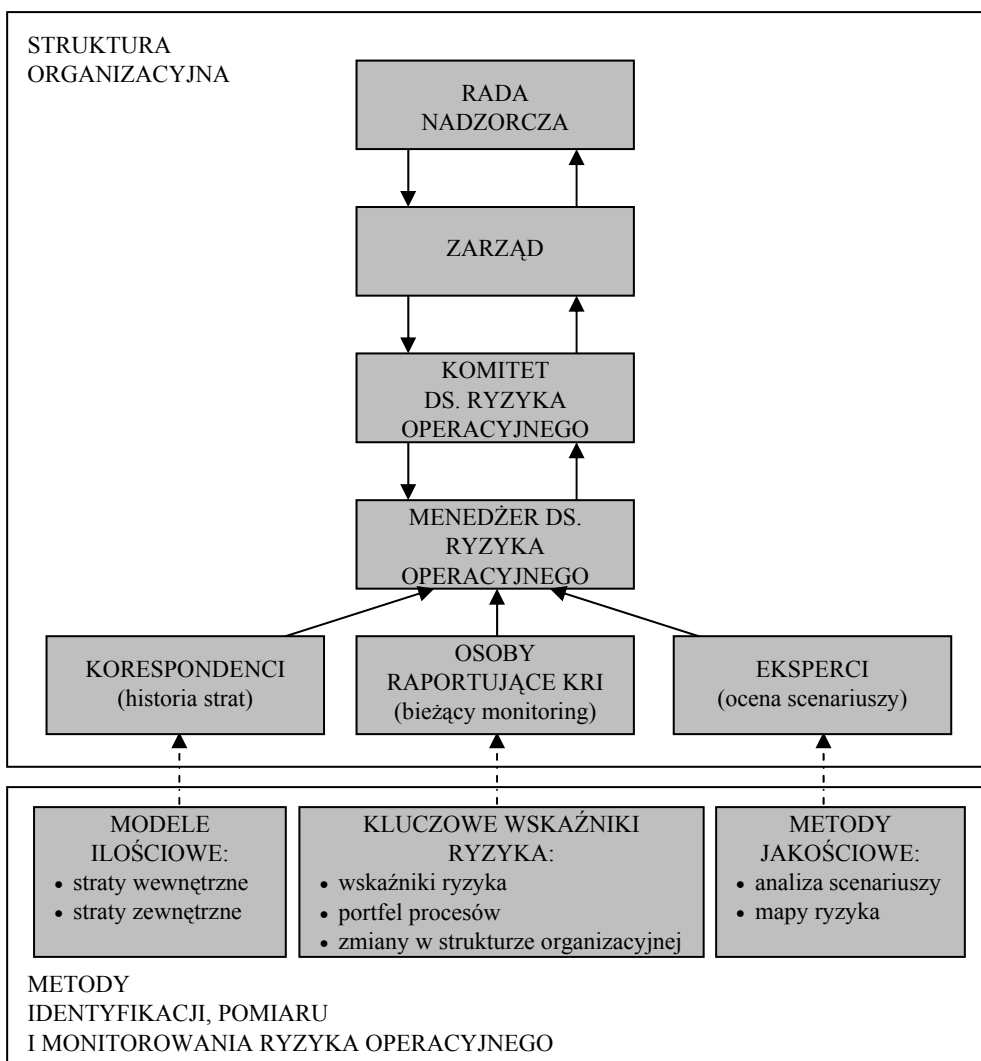 STRUKTURA
ORGANIZACYJNA
RADA
NADZORCZA
ZARZĄD
KOMITET
DS. RYZYKA
OPERACYJNEGO
MENEDŻER DS.
RYZYKA
OPERACYJNEGO
KORESPONDENCI
(historia strat)
OSOBY
RAPORTUJĄCE KRI
(bieżący monitoring)
EKSPERCI
(ocena scenariuszy)
MODELE
ILOŚCIOWE:
• straty wewnętrzne
• straty zewnętrzne
KLUCZOWE WSKAŹNIKI
RYZYKA:
• wskaźniki ryzyka
• portfel procesów
• zmiany w strukturze organizacyjnej
METODY
JAKOŚCIOWE:
• analiza scenariuszy
• mapy ryzyka
METODY
IDENTYFIKACJI, POMIARU
I MONITOROWANIA RYZYKA OPERACYJNEGO